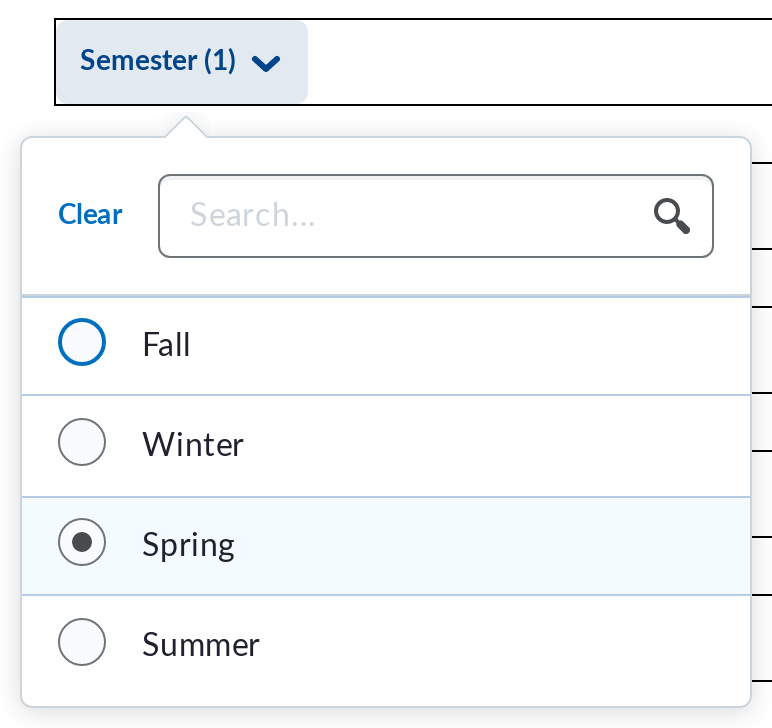 Semester (1)
Clear
Search...
Fall
Winter
Spring
Summer